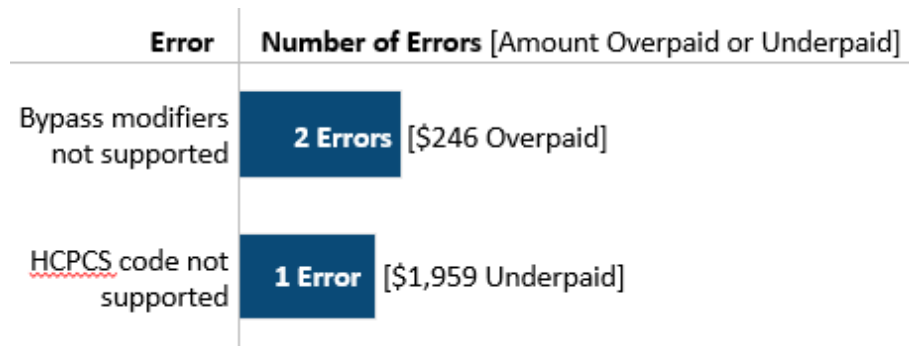 Error Number of Errors [Amount Overpaid or Underpaid]
Bypass modifiers
not supported
2 Errors [$246 Overpaid]
HCPCS code not
supported
1 Error [$1,959 Underpaid]